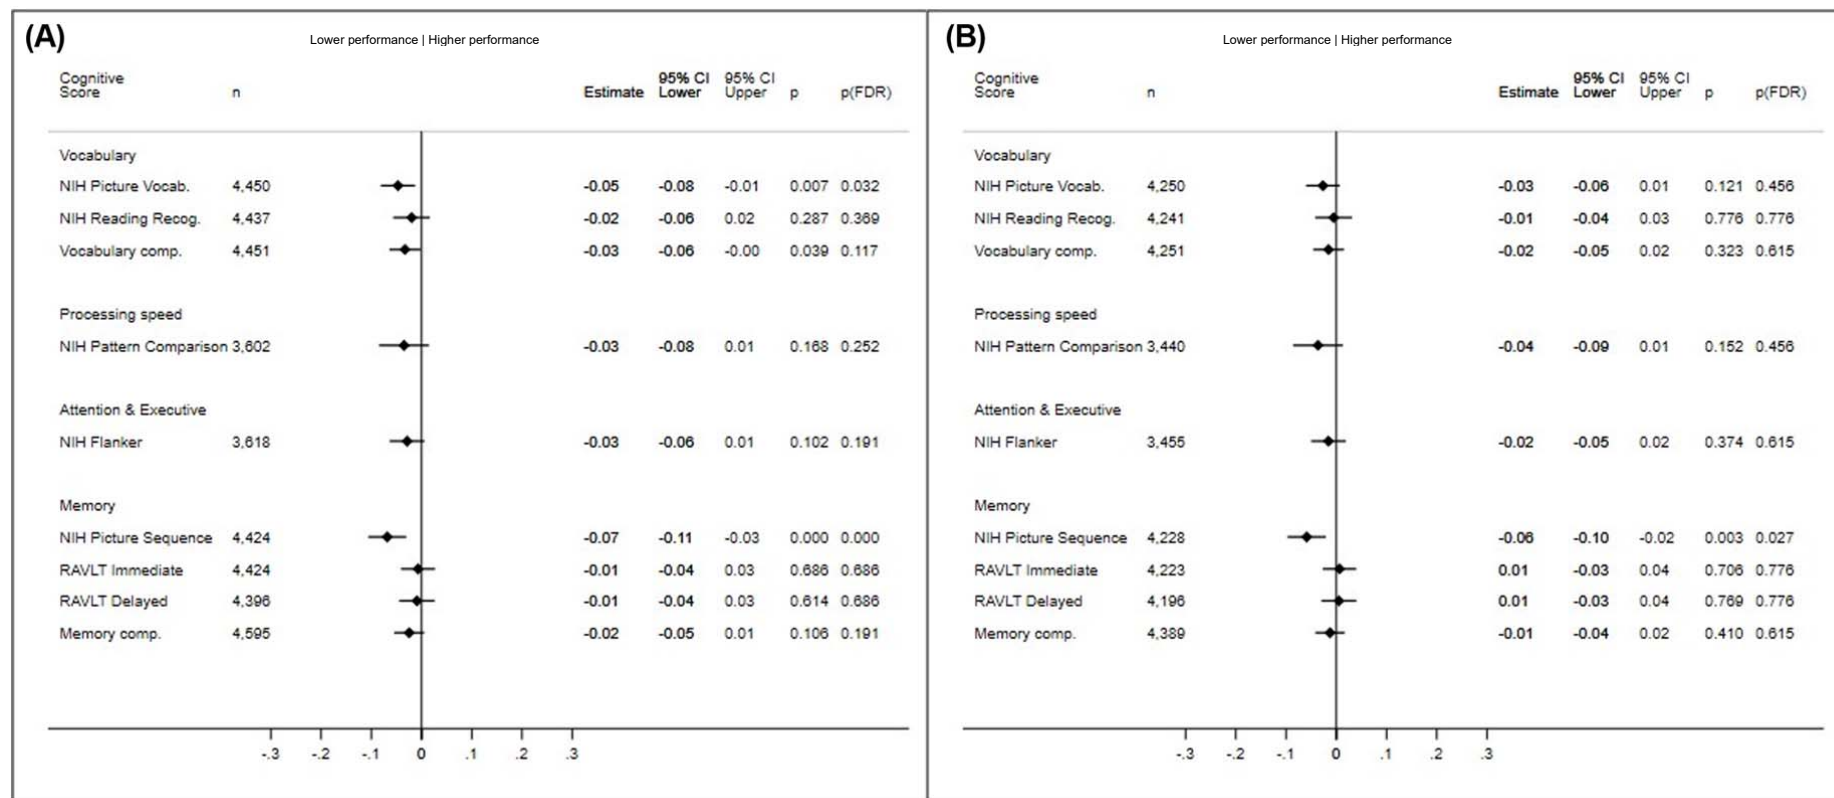 (A)
Lower performance | Higher performance
Cognitive Score n Estimate 95% CI Lower 95% CI Upper p p(FDR)
Vocabulary
NIH Picture Vocab. 4,450 -0.05 -0.08 -0.01 0.007 0.032
NIH Reading Recog. 4,437 -0.02 -0.06 0.02 0.287 0.369
Vocabulary comp. 4,451 -0.03 -0.06 -0.00 0.039 0.117
Processing speed
NIH Pattern Comparison 3,602 -0.03 -0.08 0.01 0.168 0.252
Attention & Executive
NIH Flanker 3,618 -0.03 -0.06 0.01 0.102 0.191
Memory
NIH Picture Sequence 4,424 -0.07 -0.11 -0.03 0.000 0.000
RAVLT Immediate 4,424 -0.01 -0.04 0.03 0.686 0.686
RAVLT Delayed 4,396 -0.01 -0.04 0.03 0.614 0.686
Memory comp. 4,595 -0.02 -0.05 0.01 0.106 0.191
-.3 -.2 -.1 0 .1 .2 .3
(B)
Lower performance | Higher performance
Cognitive Score n Estimate 95% CI Lower 95% CI Upper p p(FDR)
Vocabulary
NIH Picture Vocab. 4,250 -0.03 -0.06 0.01 0.121 0.456
NIH Reading Recog. 4,241 -0.01 -0.04 0.03 0.776 0.776
Vocabulary comp. 4,251 -0.02 -0.05 0.02 0.323 0.615
Processing speed
NIH Pattern Comparison 3,440 -0.04 -0.09 0.01 0.152 0.456
Attention & Executive
NIH Flanker 3,455 -0.02 -0.05 0.02 0.374 0.615
Memory
NIH Picture Sequence 4,228 -0.06 -0.10 -0.02 0.003 0.027
RAVLT Immediate 4,223 0.01 -0.03 0.04 0.706 0.776
RAVLT Delayed 4,196 0.01 -0.03 0.04 0.769 0.776
Memory comp. 4,389 -0.01 -0.04 0.02 0.410 0.615
-.3 -.2 -.1 0 .1 .2 .3